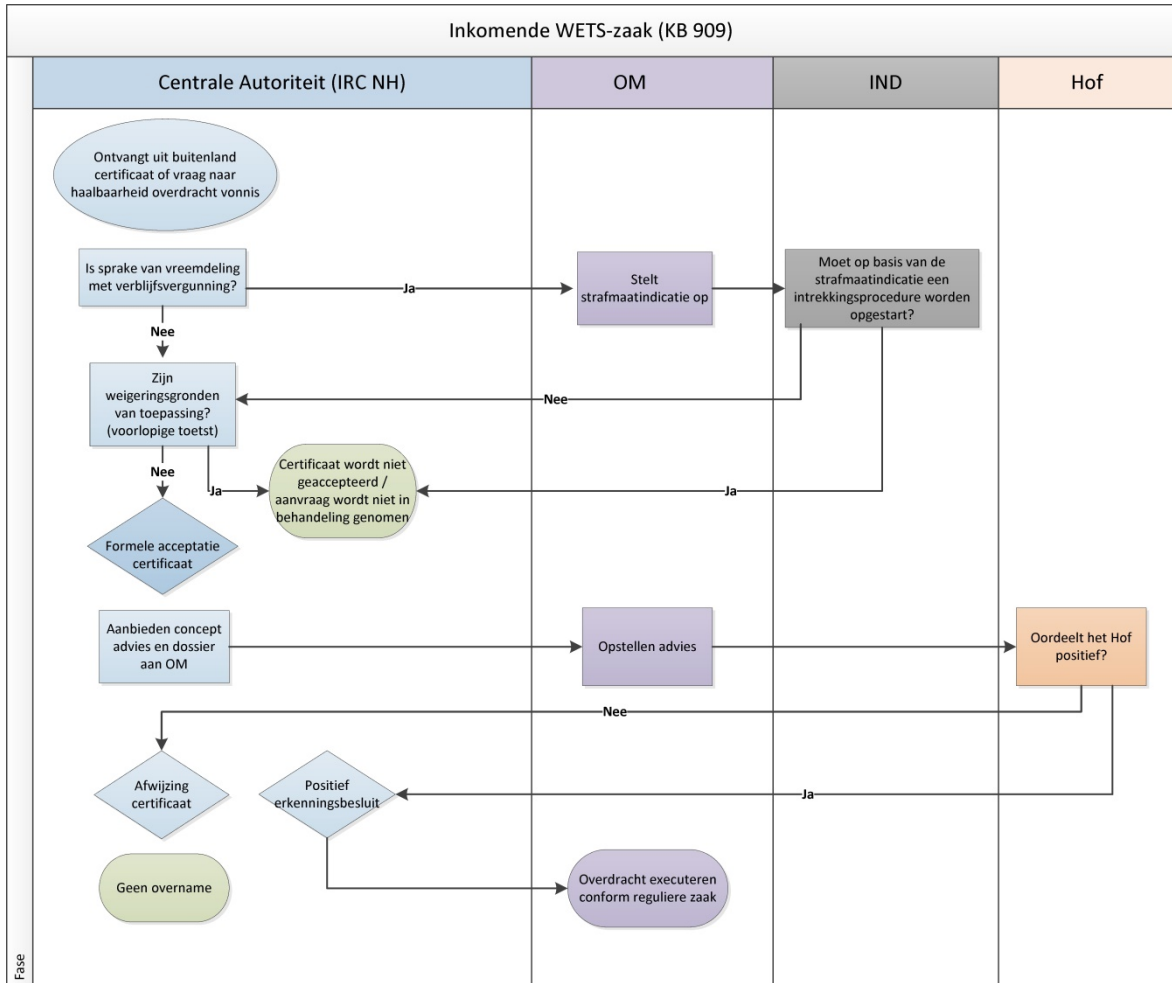 Inkomende WETS-zaak (KB 909)
Centrale Autoriteit (IRC NH)
OM
IND
Hof
Ontvangt uit buitenland
certificaat of vraag naar
haalbaarheid overdracht vonnis
Is sprake van vreemdeling
met verblijfsvergunning?
Ja
Stelt
strafmaatindicatie op
Moet op basis van de
strafmaatindicatie een
intrekkingsprocedure worden
opgestart?
Nee
Zijn
weigeringsgronden
van toepassing?
(voorlopige toetst)
Nee
Nee
Ja
Certificaat wordt niet
geaccepteerd /
aanvraag wordt niet in
behandeling genomen
Ja
Formele acceptatie
certificaat
Aanbieden concept
advies en dossier
aan OM
Opstellen advies
Oordeelt het Hof
positief?
Nee
Afwijzing
certificaat
Positief
erkenningsbesluit
Ja
Geen overname
Overdracht executeren
conform reguliere zaak
Fase